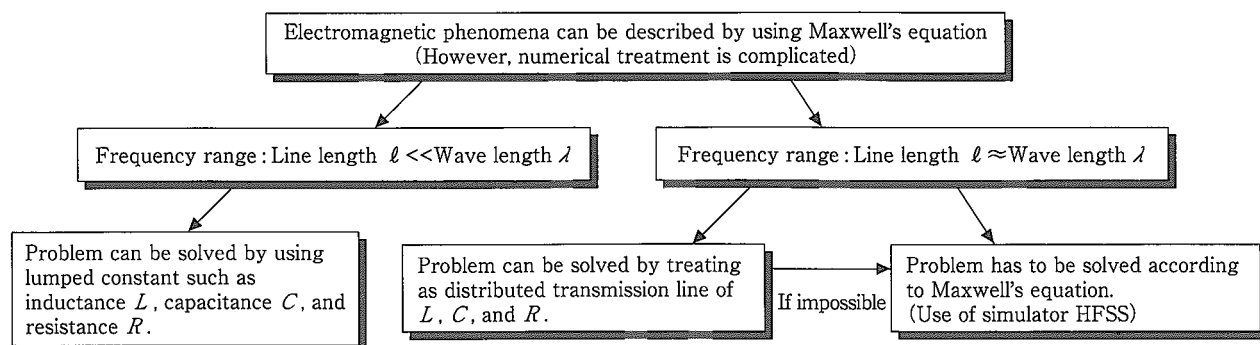 Electromagnetic phenomena can be described by using Maxwell's equation
(However, numerical treatment is complicated)
Frequency range : Line length ℓ <<Wave length λ
Frequency range : Line length ℓ ≈Wave length λ
Problem can be solved by using
lumped constant such as
inductance L, capacitance C, and
resistance R.
Problem can be solved by treating
as distributed transmission line of
L, C, and R.
If impossible
Problem has to be solved according
to Maxwell's equation.
(Use of simulator HFSS)